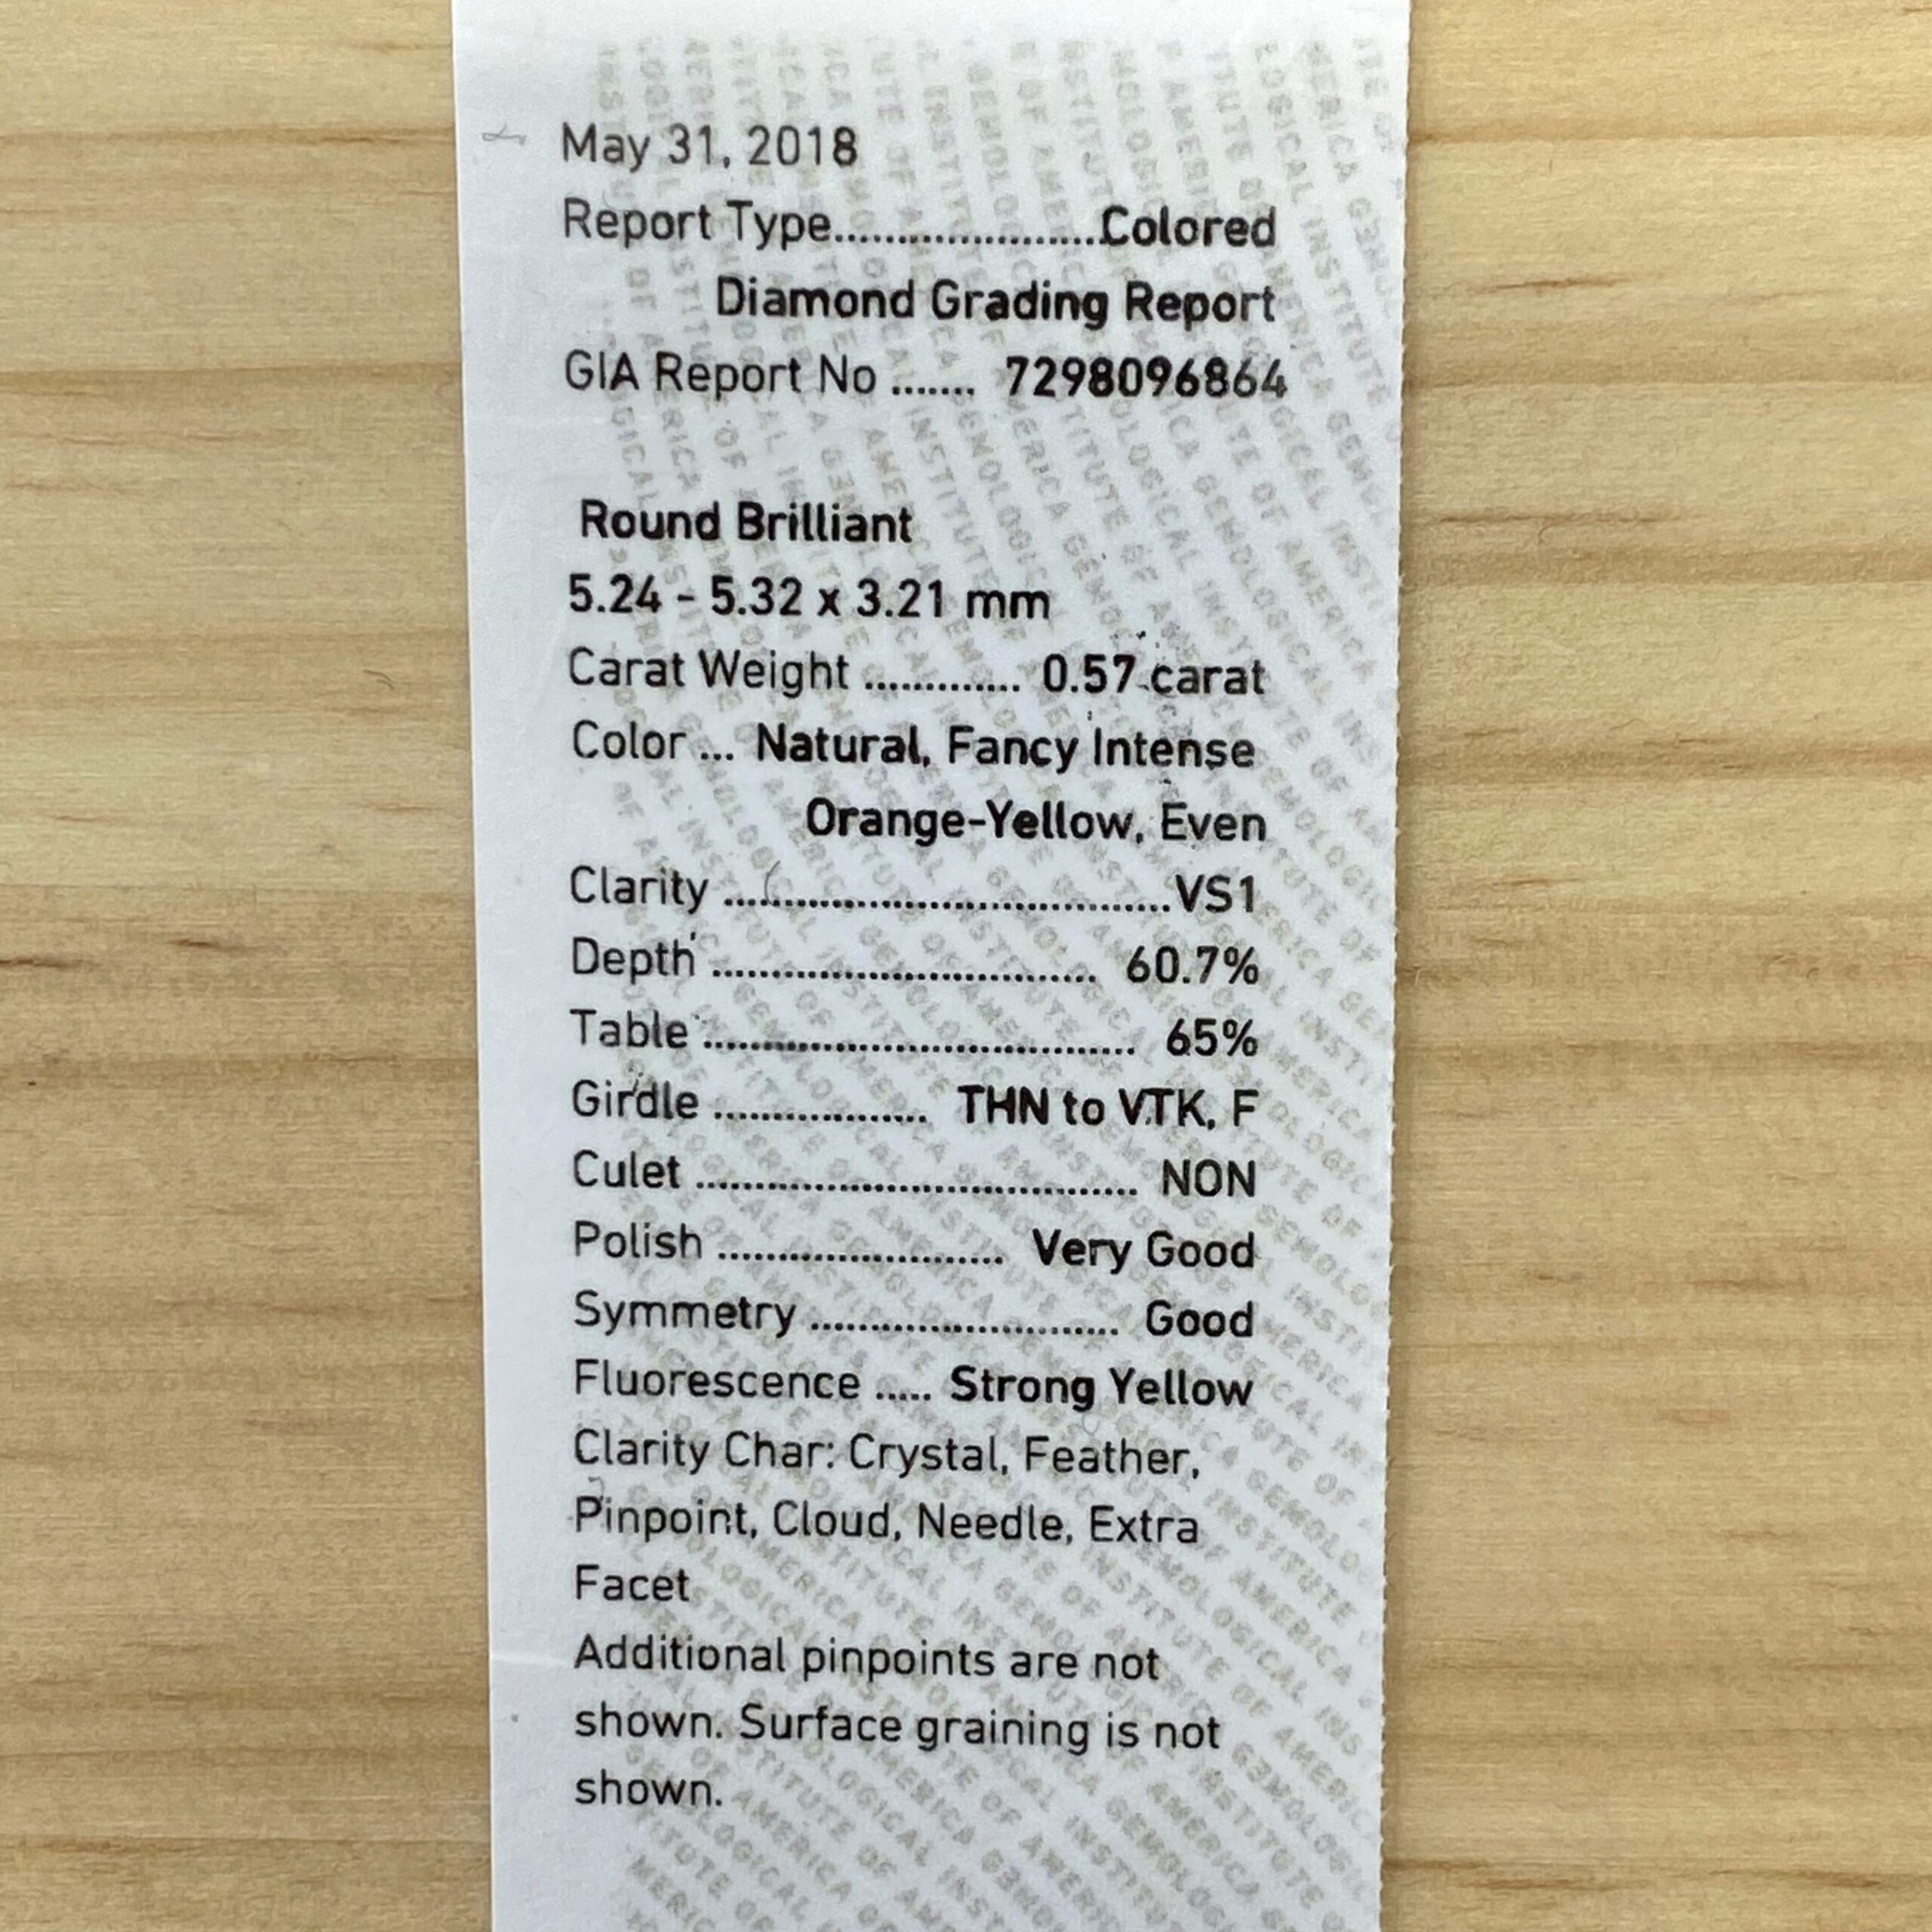 May 31, 2018
Report Type......................Colored
Diamond Grading Report
GIA Report No ....... 7298096864
Round Brilliant
5.24 - 5.32 x 3.21 mm
Carat Weight ............. 0.57 carat
Color ... Natural, Fancy Intense
Orange-Yellow, Even
Clarity .....................................VS1
Depth ................................ 60.7%
Table .................................... 65%
Girdle .................. THN to VTK, F
Culet ..................................... NON
Polish ........................ Very Good
Symmetry .......................... Good
Fluorescence ..... Strong Yellow
Clarity Char: Crystal, Feather,
Pinpoint, Cloud, Needle, Extra
Facet
Additional pinpoints are not
shown. Surface graining is not
shown.